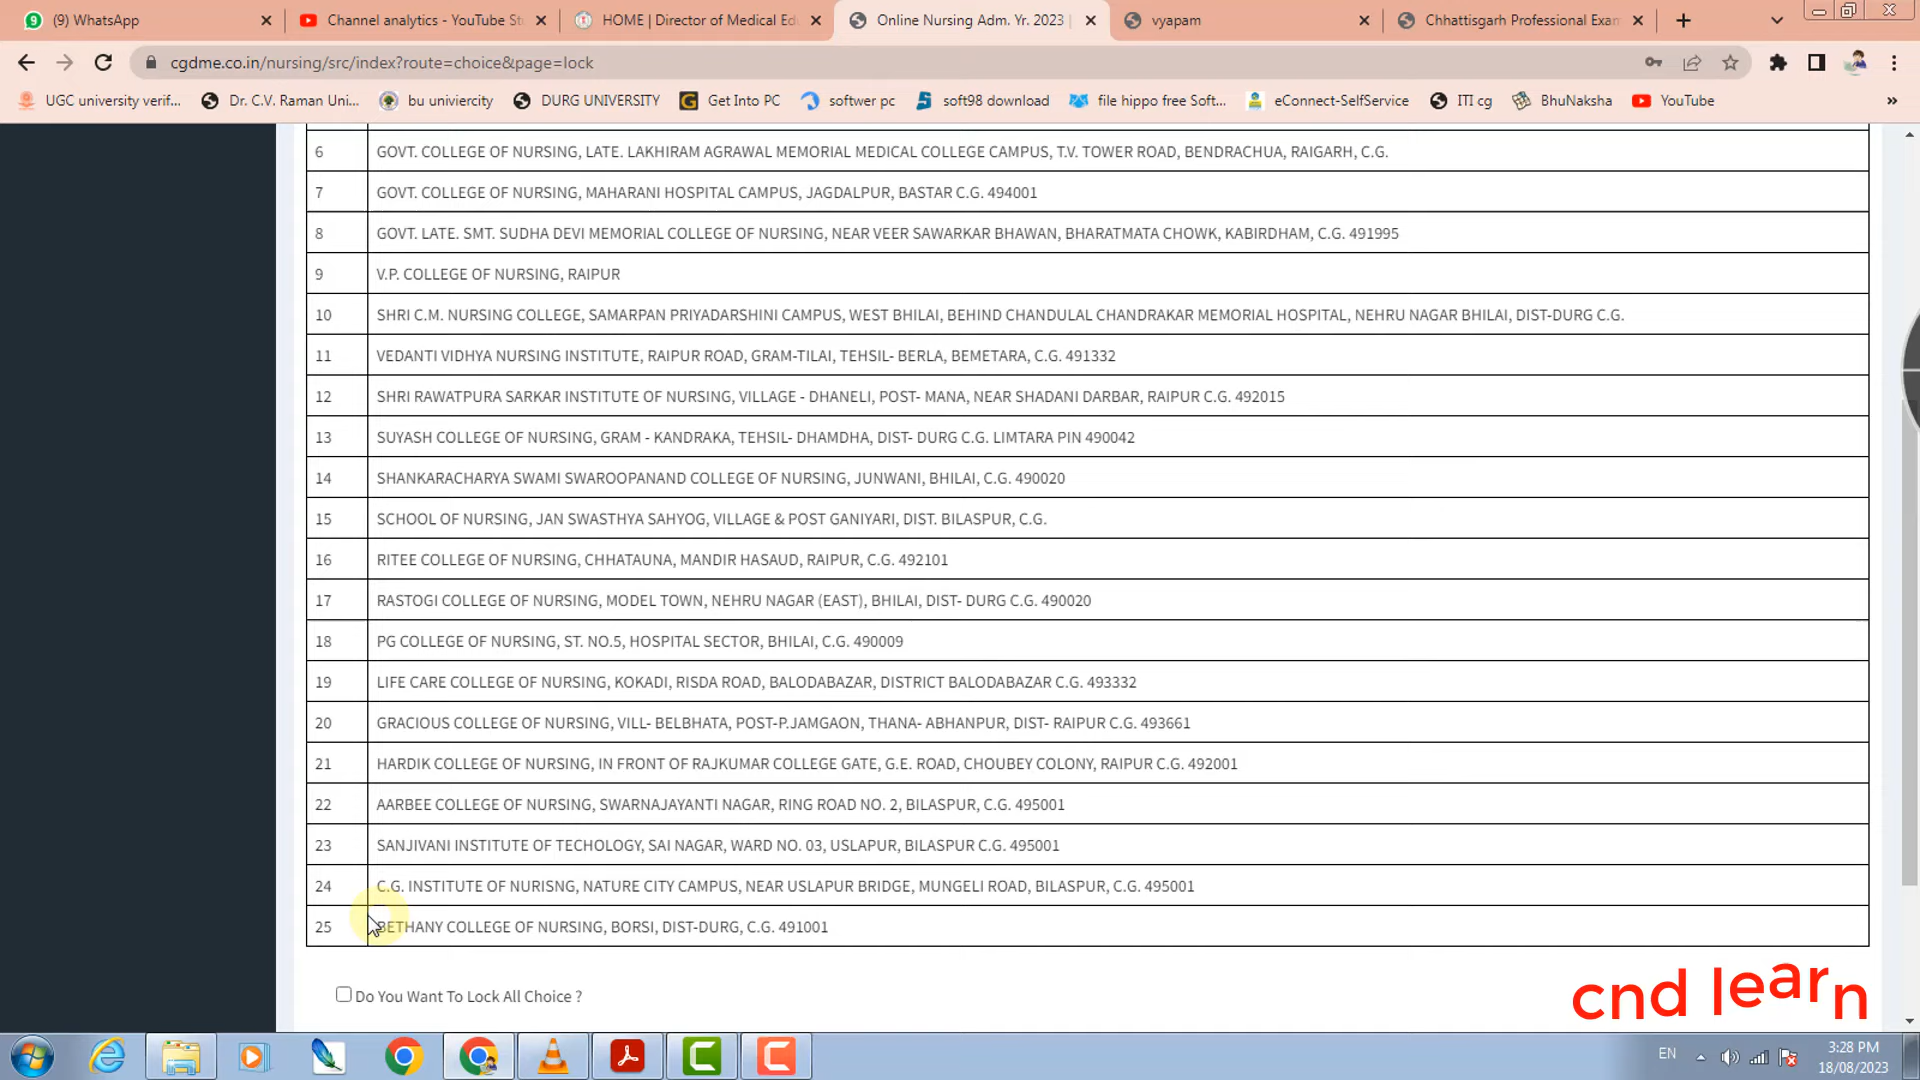 (9) WhatsApp
Channel analytics - YouTube St
HOME | Director of Medical Ed
Online Nursing Adm. Yr. 2023 |
vyapam
Chhattisgarh Professional Exam
cgdme.co.in/nursing/src/index?route=choice&page=lock
UGC university verif...
Dr. C.V. Raman Uni...
bu univiercity
DURG UNIVERSITY
Get Into PC
softwer pc
soft98 download
file hippo free Soft...
eConnect-SelfService
ITI cg
BhuNaksha
YouTube
»
6 GOVT. COLLEGE OF NURSING, LATE. LAKHIRAM AGRAWAL MEMORIAL MEDICAL COLLEGE CAMPUS, T.V. TOWER ROAD, BENDRACHUA, RAIGARH, C.G.
7 GOVT. COLLEGE OF NURSING, MAHARANI HOSPITAL CAMPUS, JAGDALPUR, BASTAR C.G. 494001
8 GOVT. LATE. SMT. SUDHA DEVI MEMORIAL COLLEGE OF NURSING, NEAR VEER SAWARKAR BHAWAN, BHARATMATA CHOWK, KABIRDHAM, C.G. 491995
9 V.P. COLLEGE OF NURSING, RAIPUR
10 SHRI C.M. NURSING COLLEGE, SAMARPAN PRIYADARSHINI CAMPUS, WEST BHILAI, BEHIND CHANDULAL CHANDRAKAR MEMORIAL HOSPITAL, NEHRU NAGAR BHILAI, DIST-DURG C.G.
11 VEDANTI VIDHYA NURSING INSTITUTE, RAIPUR ROAD, GRAM-TILAI, TEHSIL- BERLA, BEMETARA, C.G. 491332
12 SHRI RAWATPURA SARKAR INSTITUTE OF NURSING, VILLAGE - DHANELI, POST- MANA, NEAR SHADANI DARBAR, RAIPUR C.G. 492015
13 SUYASH COLLEGE OF NURSING, GRAM - KANDRAKA, TEHSIL- DHAMDHA, DIST- DURG C.G. LIMTARA PIN 490042
14 SHANKARACHARYA SWAMI SWAROOPANAND COLLEGE OF NURSING, JUNWANI, BHILAI, C.G. 490020
15 SCHOOL OF NURSING, JAN SWASTHYA SAHYOG, VILLAGE & POST GANIYARI, DIST. BILASPUR, C.G.
16 RITEE COLLEGE OF NURSING, CHHATAUNA, MANDIR HASAUD, RAIPUR, C.G. 492101
17 RASTOGI COLLEGE OF NURSING, MODEL TOWN, NEHRU NAGAR (EAST), BHILAI, DIST- DURG C.G. 490020
18 PG COLLEGE OF NURSING, ST. NO.5, HOSPITAL SECTOR, BHILAI, C.G. 490009
19 LIFE CARE COLLEGE OF NURSING, KOKADI, RISDA ROAD, BALODABAZAR, DISTRICT BALODABAZAR C.G. 493332
20 GRACIOUS COLLEGE OF NURSING, VILL- BELBHATA, POST-P.JAMGAON, THANA- ABHANPUR, DIST- RAIPUR C.G. 493661
21 HARDIK COLLEGE OF NURSING, IN FRONT OF RAJKUMAR COLLEGE GATE, G.E. ROAD, CHOUBEY COLONY, RAIPUR C.G. 492001
22 AARBEE COLLEGE OF NURSING, SWARNAJAYANTI NAGAR, RING ROAD NO. 2, BILASPUR, C.G. 495001
23 SANJIVANI INSTITUTE OF TECHOLOGY, SAI NAGAR, WARD NO. 03, USLAPUR, BILASPUR C.G. 495001
24 C.G. INSTITUTE OF NURISNG, NATURE CITY CAMPUS, NEAR USLAPUR BRIDGE, MUNGELI ROAD, BILASPUR, C.G. 495001
25 BETHANY COLLEGE OF NURSING, BORSI, DIST-DURG, C.G. 491001
Do You Want To Lock All Choice ?
cnd learn
EN
3:28 PM
18/08/2023